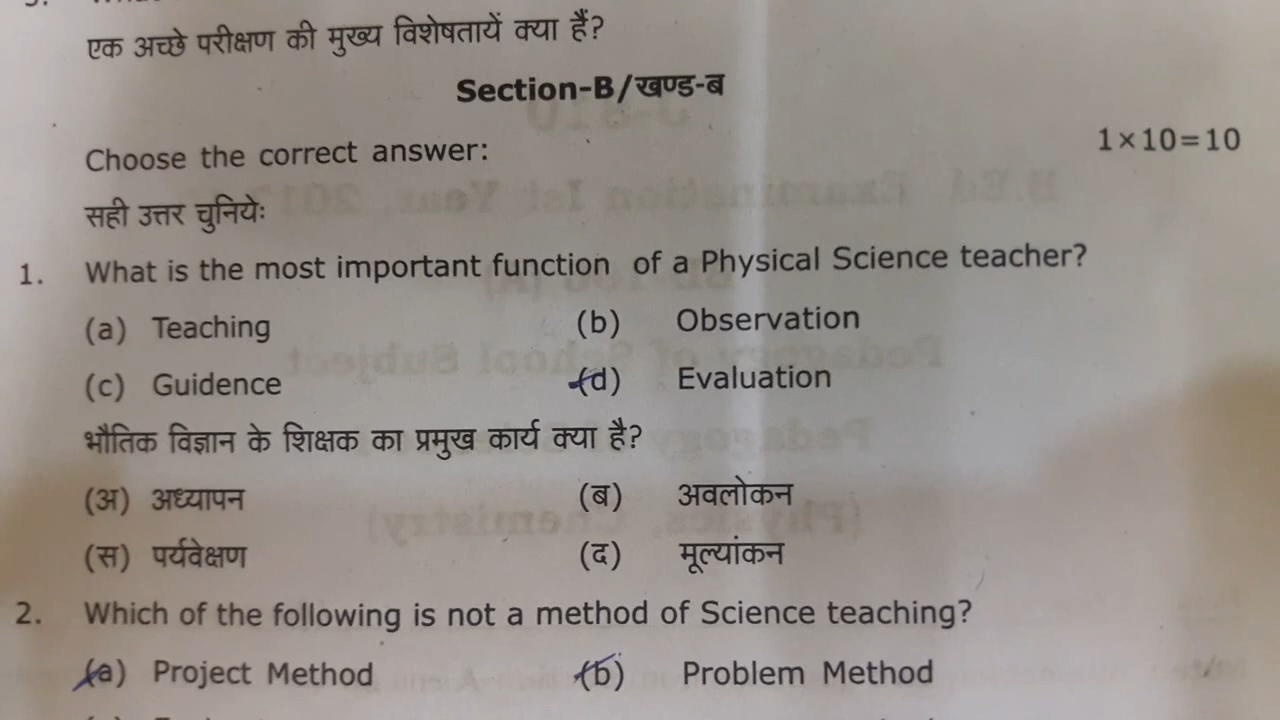 एक अच्छे परीक्षण की मुख्य विशेषतायें क्या हैं?
Section-B/खण्ड-ब
Choose the correct answer: 1×10=10
सही उत्तर चुनियेः
1. What is the most important function of a Physical Science teacher?
(a) Teaching (b) Observation
(c) Guidence (d) Evaluation
भौतिक विज्ञान के शिक्षक का प्रमुख कार्य क्या है?
(अ) अध्यापन (ब) अवलोकन
(स) पर्यवेक्षण (द) मूल्यांकन
2. Which of the following is not a method of Science teaching?
(a) Project Method (b) Problem Method